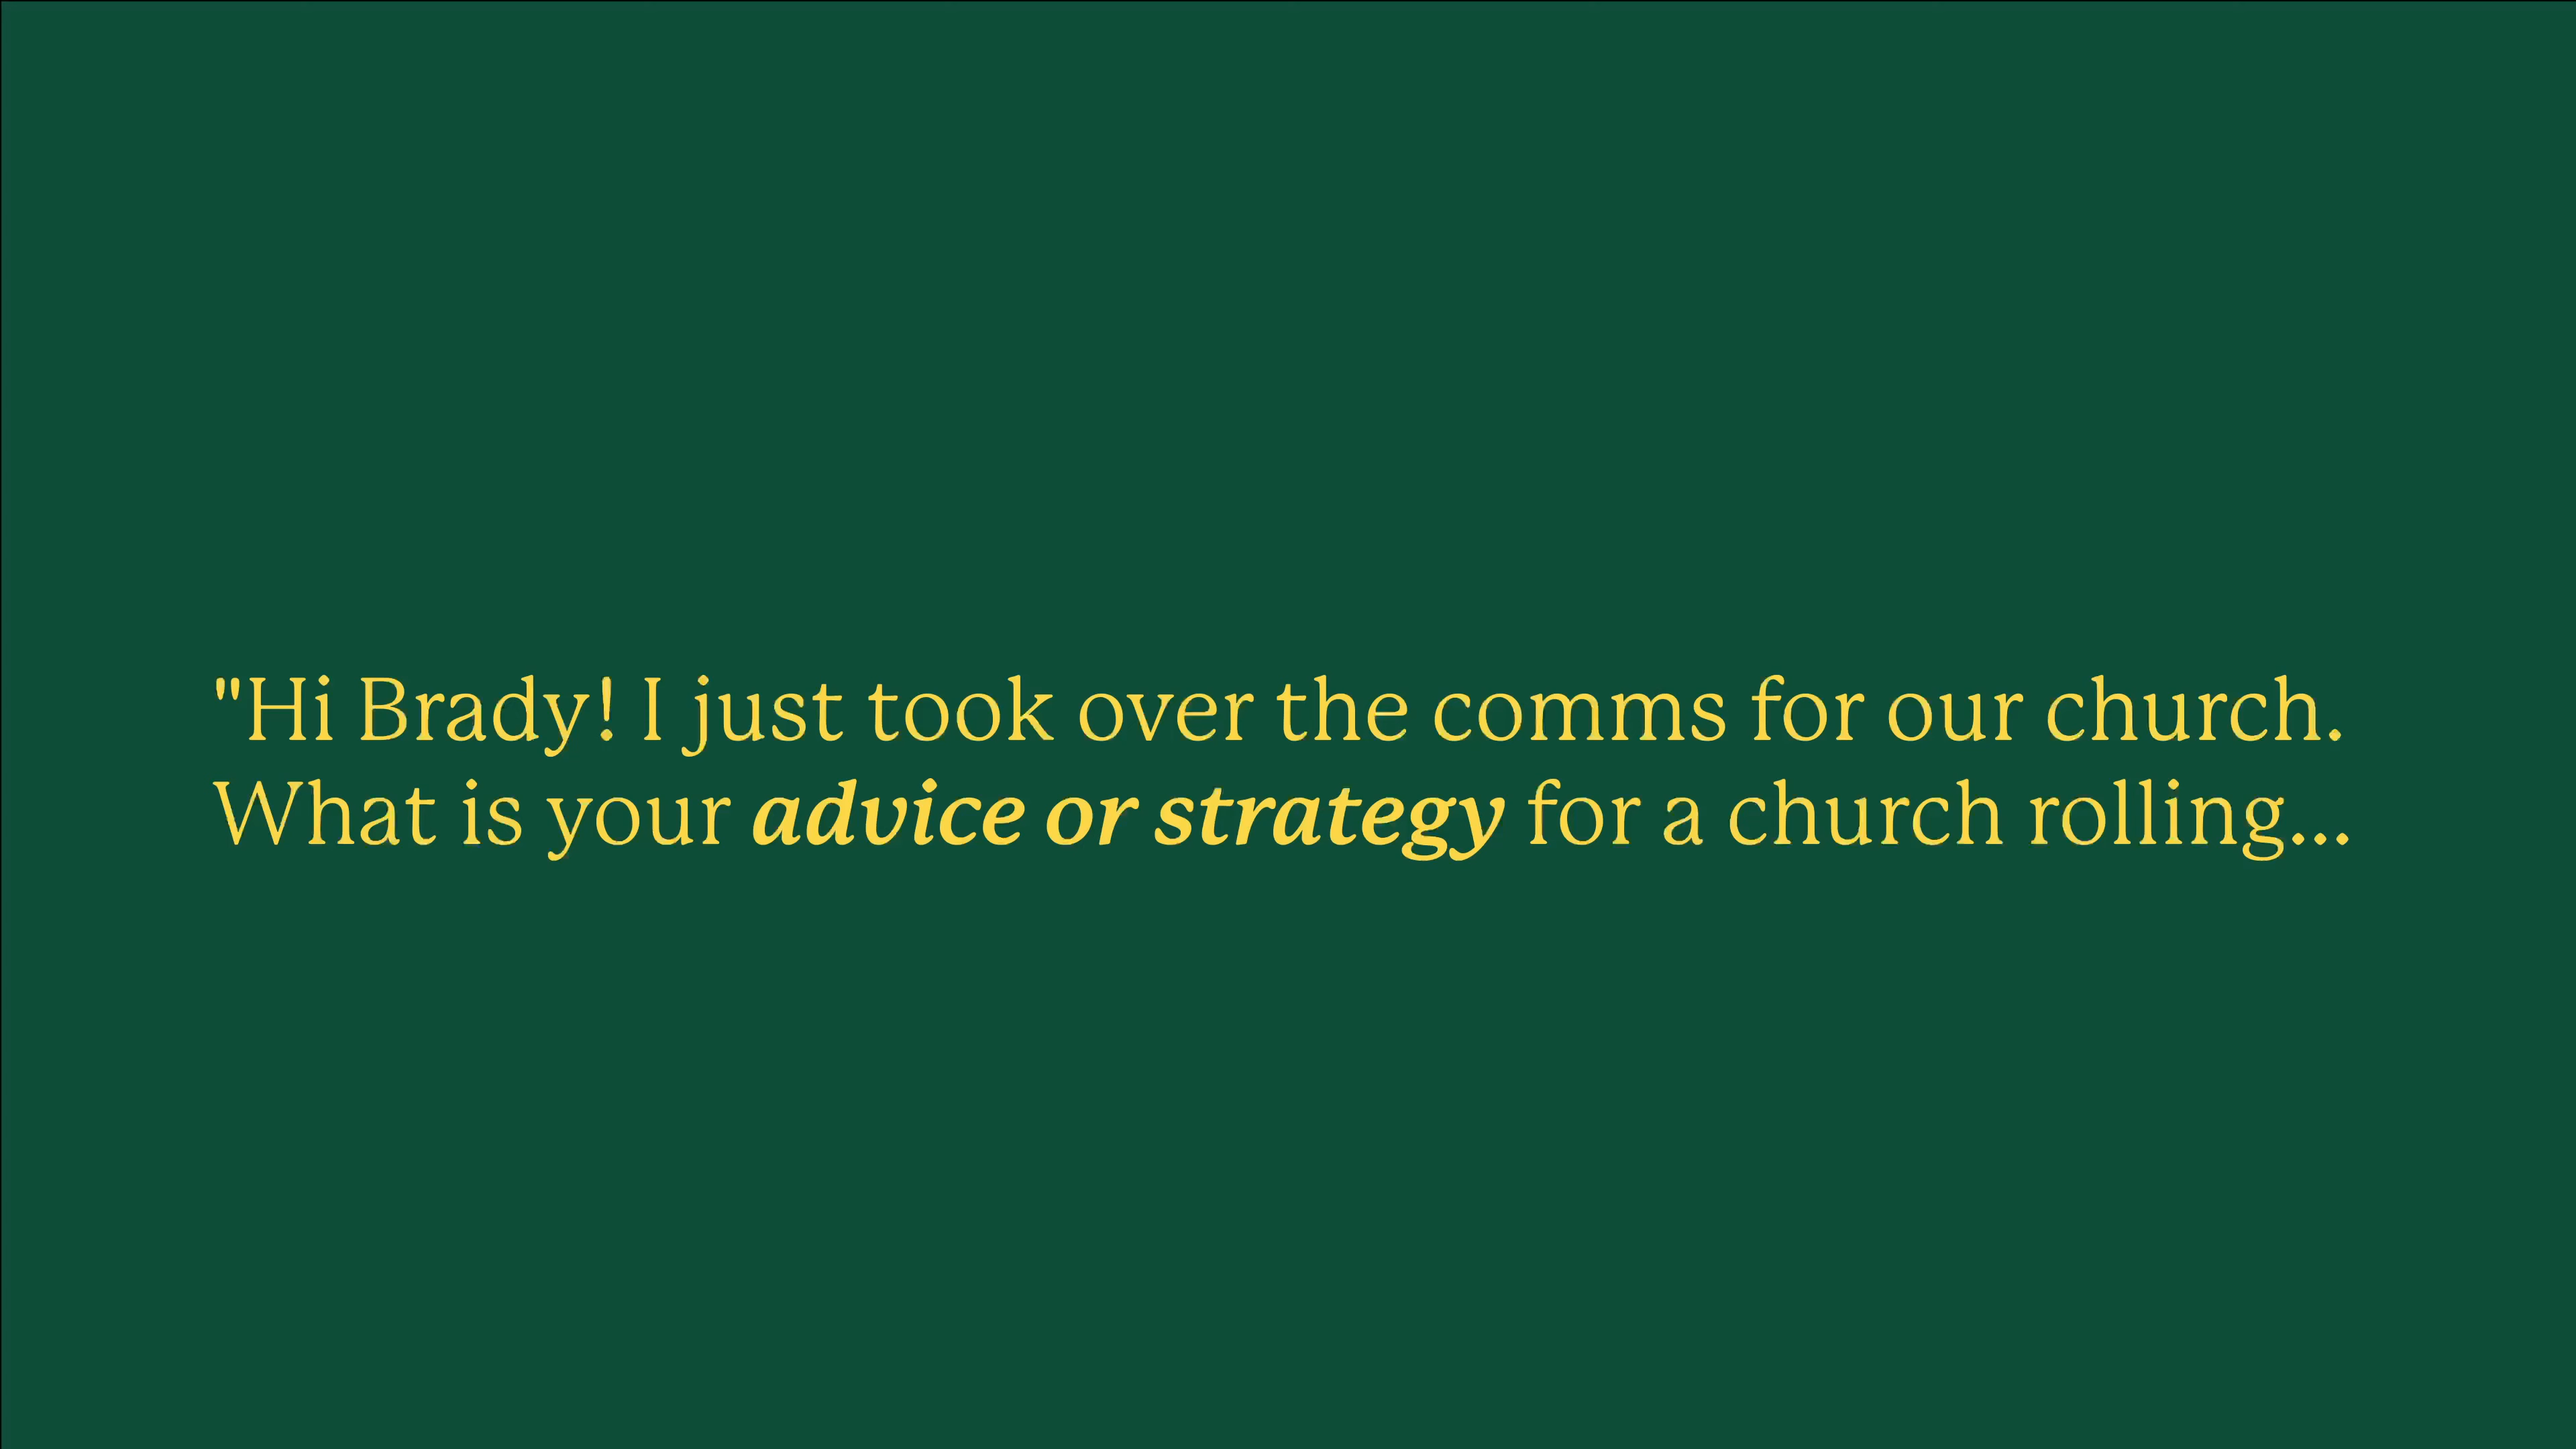 "Hi Brady! I just took over the comms for our church.
What is your advice or strategy for a church rolling...